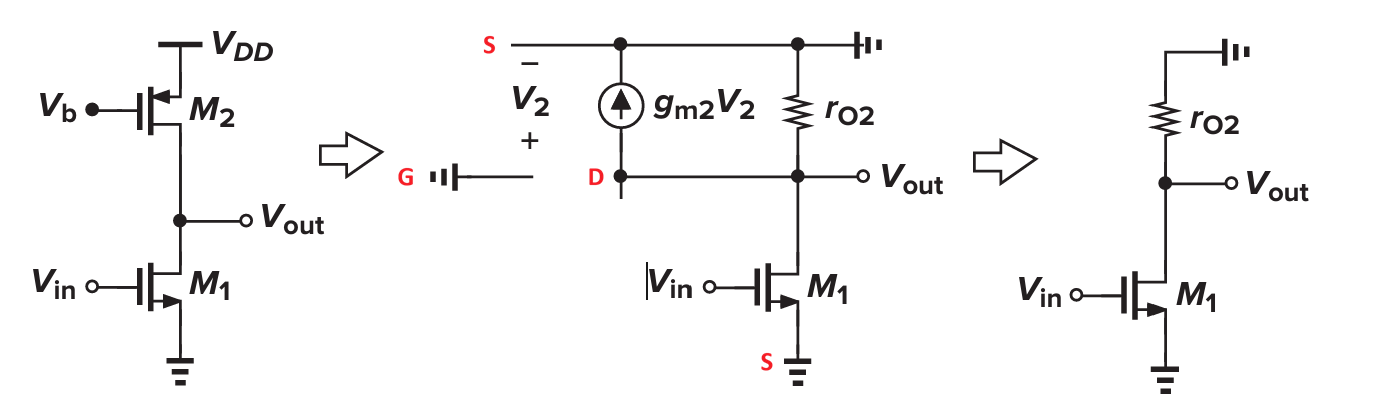 V_DD
V_b
M_2
V_out
V_in
M_1
S
−
V_2
+
g_m2V_2
r_O2
G
D
V_out
V_in
M_1
S
r_O2
V_out
V_in
M_1